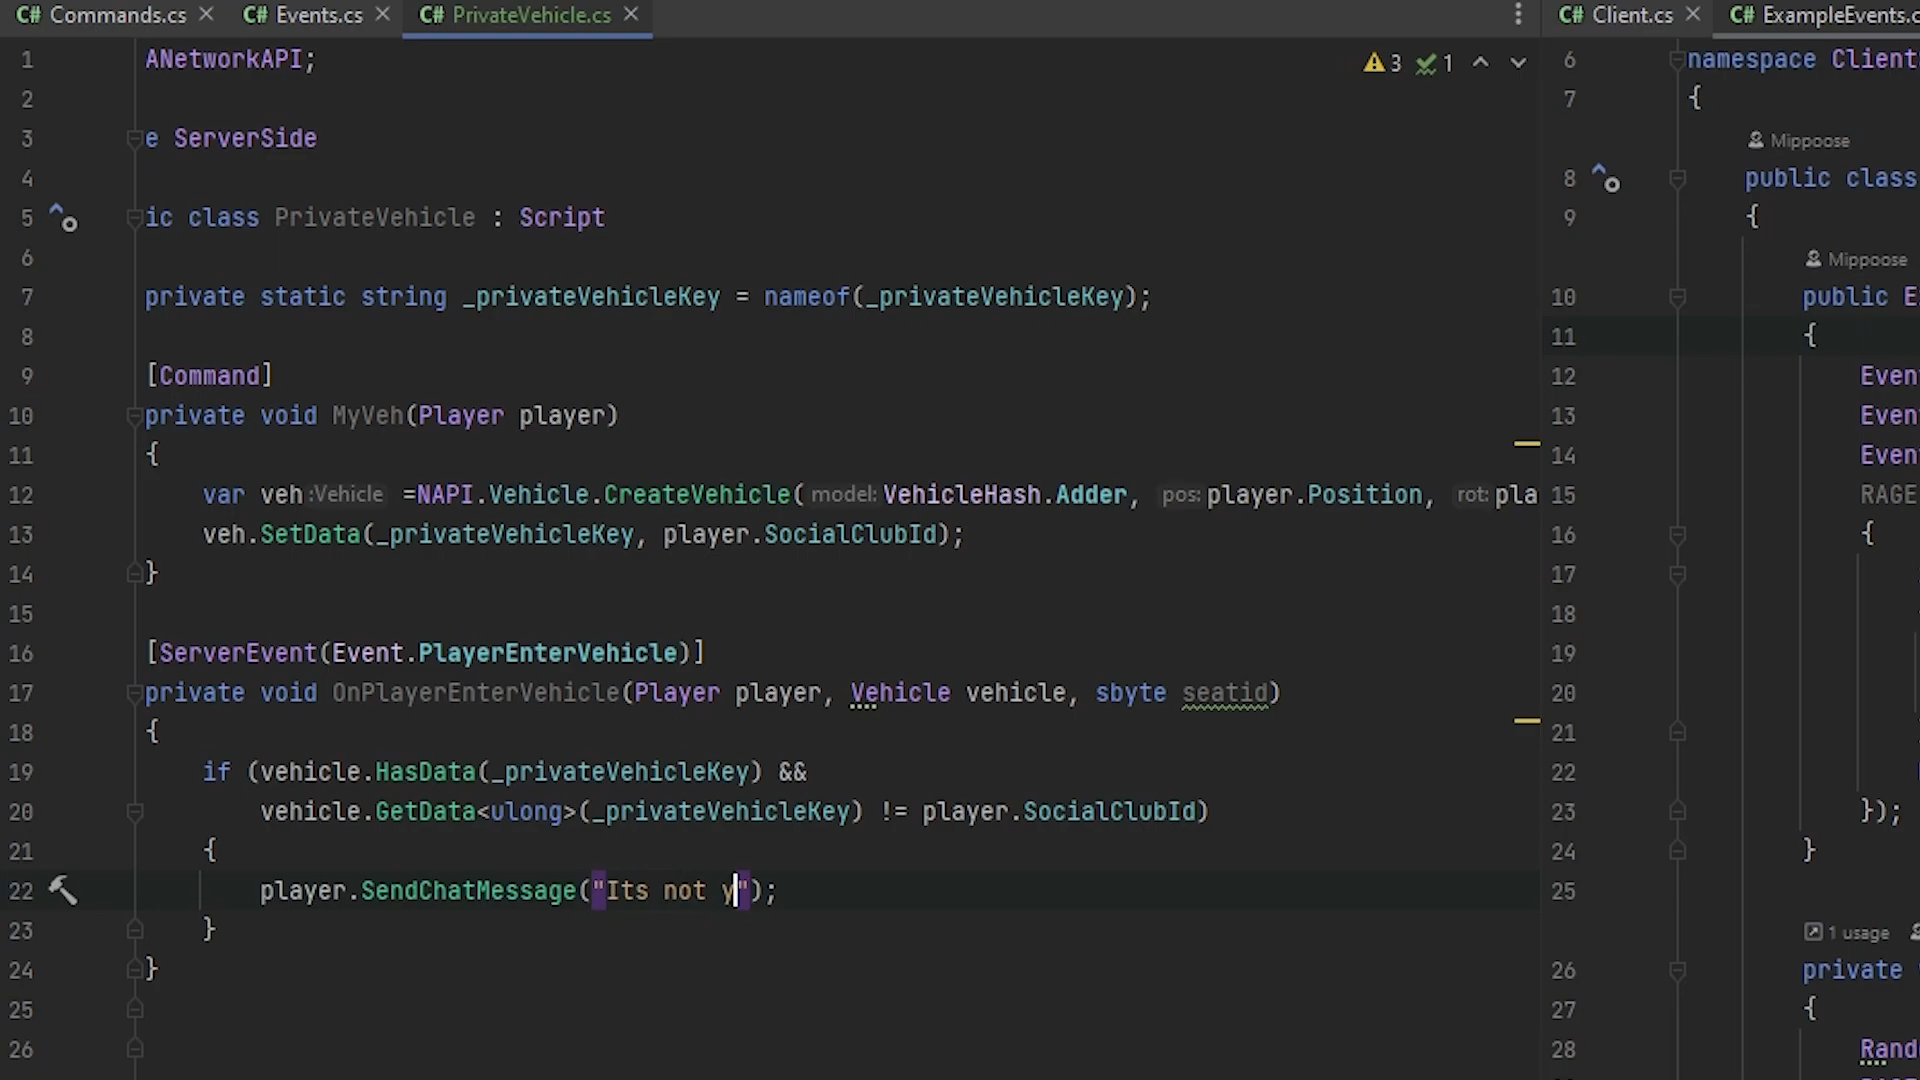 C# Commands.cs
C# Events.cs
C# PrivateVehicle.cs
3 1
1 ANetworkAPI;
2
3 e ServerSide
4
5 ic class PrivateVehicle : Script
6
7 private static string _privateVehicleKey = nameof(_privateVehicleKey);
8
9 [Command]
10 private void MyVeh(Player player)
11 {
12 var veh :Vehicle =NAPI.Vehicle.CreateVehicle( model: VehicleHash.Adder, pos: player.Position, rot: pla
13 veh.SetData(_privateVehicleKey, player.SocialClubId);
14 }
15
16 [ServerEvent(Event.PlayerEnterVehicle)]
17 private void OnPlayerEnterVehicle(Player player, Vehicle vehicle, sbyte seatid)
18 {
19 if (vehicle.HasData(_privateVehicleKey) &&
20 vehicle.GetData<ulong>(_privateVehicleKey) != player.SocialClubId)
21 {
22 player.SendChatMessage("Its not y");
23 }
24 }
25
26
C# Client.cs
C# ExampleEvents.c
6 namespace Client
7 {
Mippoose
8 public class
9 {
Mippoose
10 public E
11 {
12 Even
13 Even
14 Even
15 RAGE
16 {
17
18
19
20
21
22
23 });
24 }
25
1 usage
26 private
27 {
28 Rand